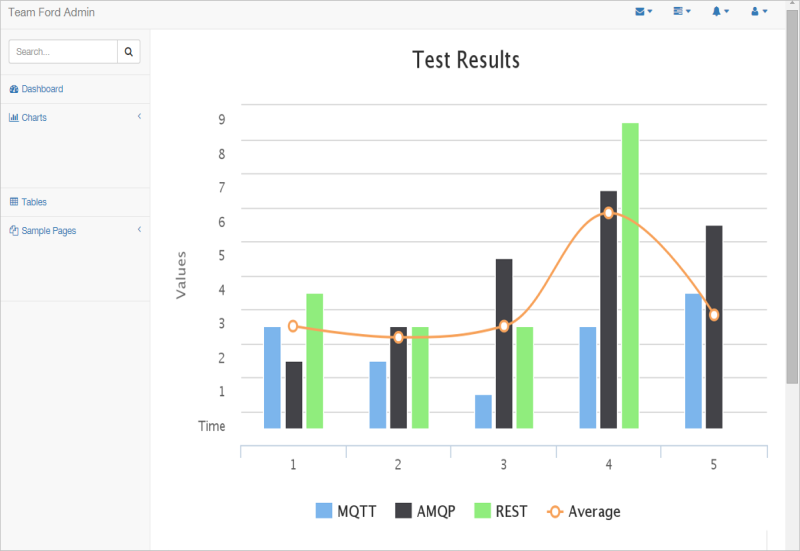 Team Ford Admin
Search...
Dashboard
Charts
Tables
Sample Pages
Test Results
Values
9
8
7
6
5
4
3
2
1
Time
1 2 3 4 5
MQTT AMQP REST Average